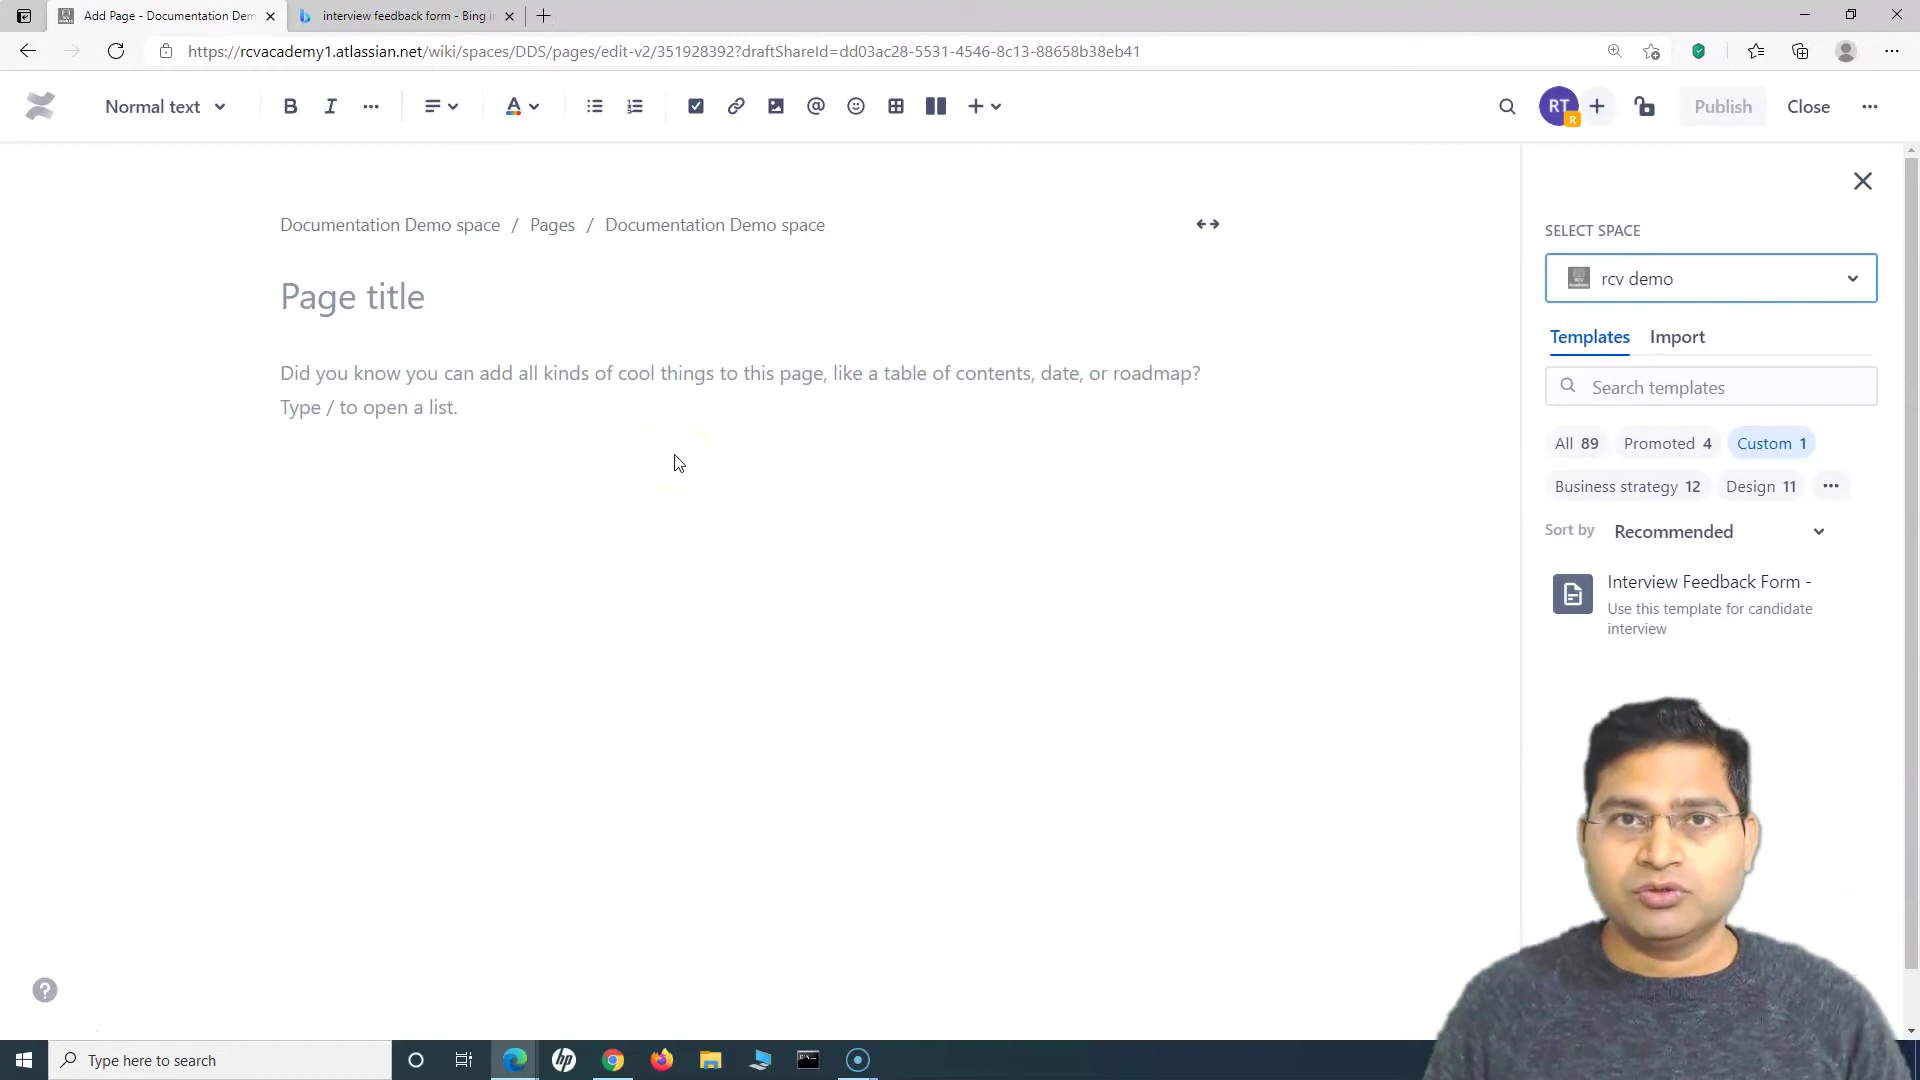 Add Page - Documentation Dem
interview feedback form - Bing i
https://rcvacademy1.atlassian.net/wiki/spaces/DDS/pages/edit-v2/351928392?draftShareId=dd03ac28-5531-4546-8c13-88658b38eb41
Normal text
B
I
A
RT
R
Publish
Close
Documentation Demo space / Pages / Documentation Demo space
Page title
Did you know you can add all kinds of cool things to this page, like a table of contents, date, or roadmap?
Type / to open a list.
SELECT SPACE
rcv demo
Templates
Import
Search templates
All 89
Promoted 4
Custom 1
Business strategy 12
Design 11
Sort by
Recommended
Interview Feedback Form -
Use this template for candidate
interview
?
Type here to search
hp